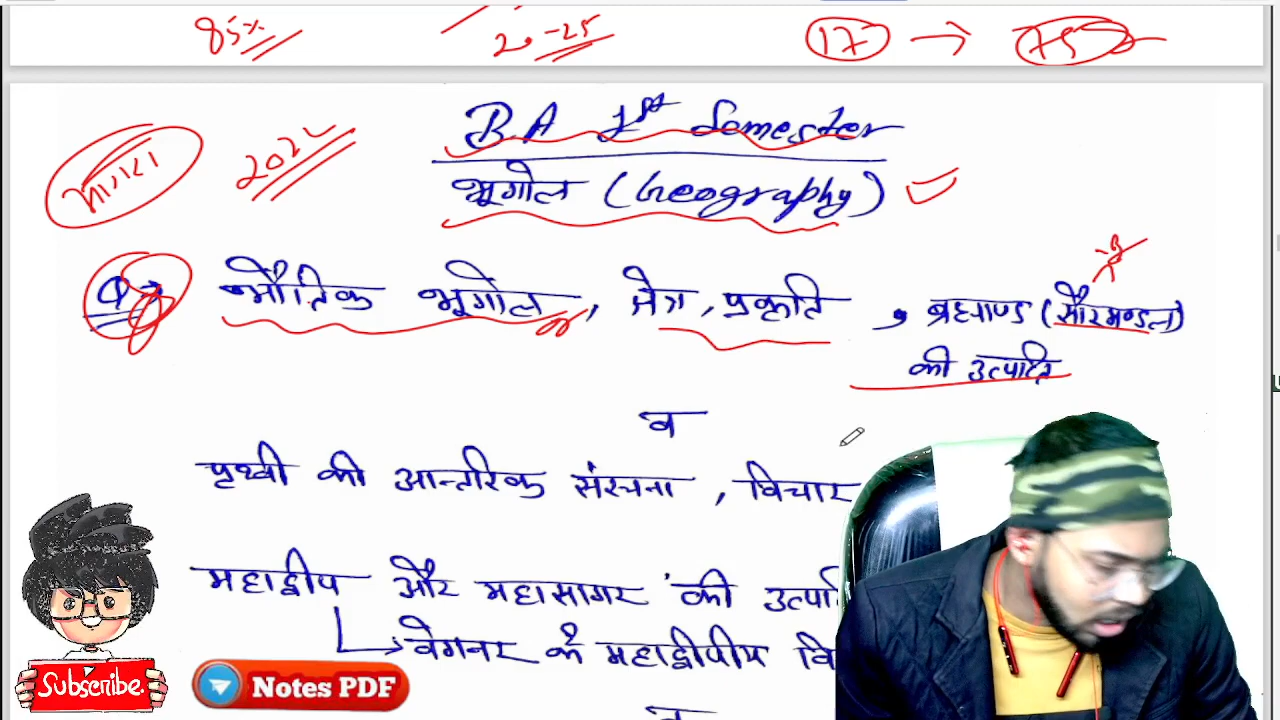 85%
20-25
17 → 75
B.A 1st Semester
2022
भूगोल (Geography)
भौतिक भूगोल, क्षेत्र, प्रकृति, ब्रह्माण्ड (सौरमण्डल)
की उत्पत्ति
व
पृथ्वी की आन्तरिक संरचना, विचार
महाद्वीप और महासागर की उत्पत्ति
वेगनर के महाद्वीपीय वि
व
Subscribe.
Notes PDF